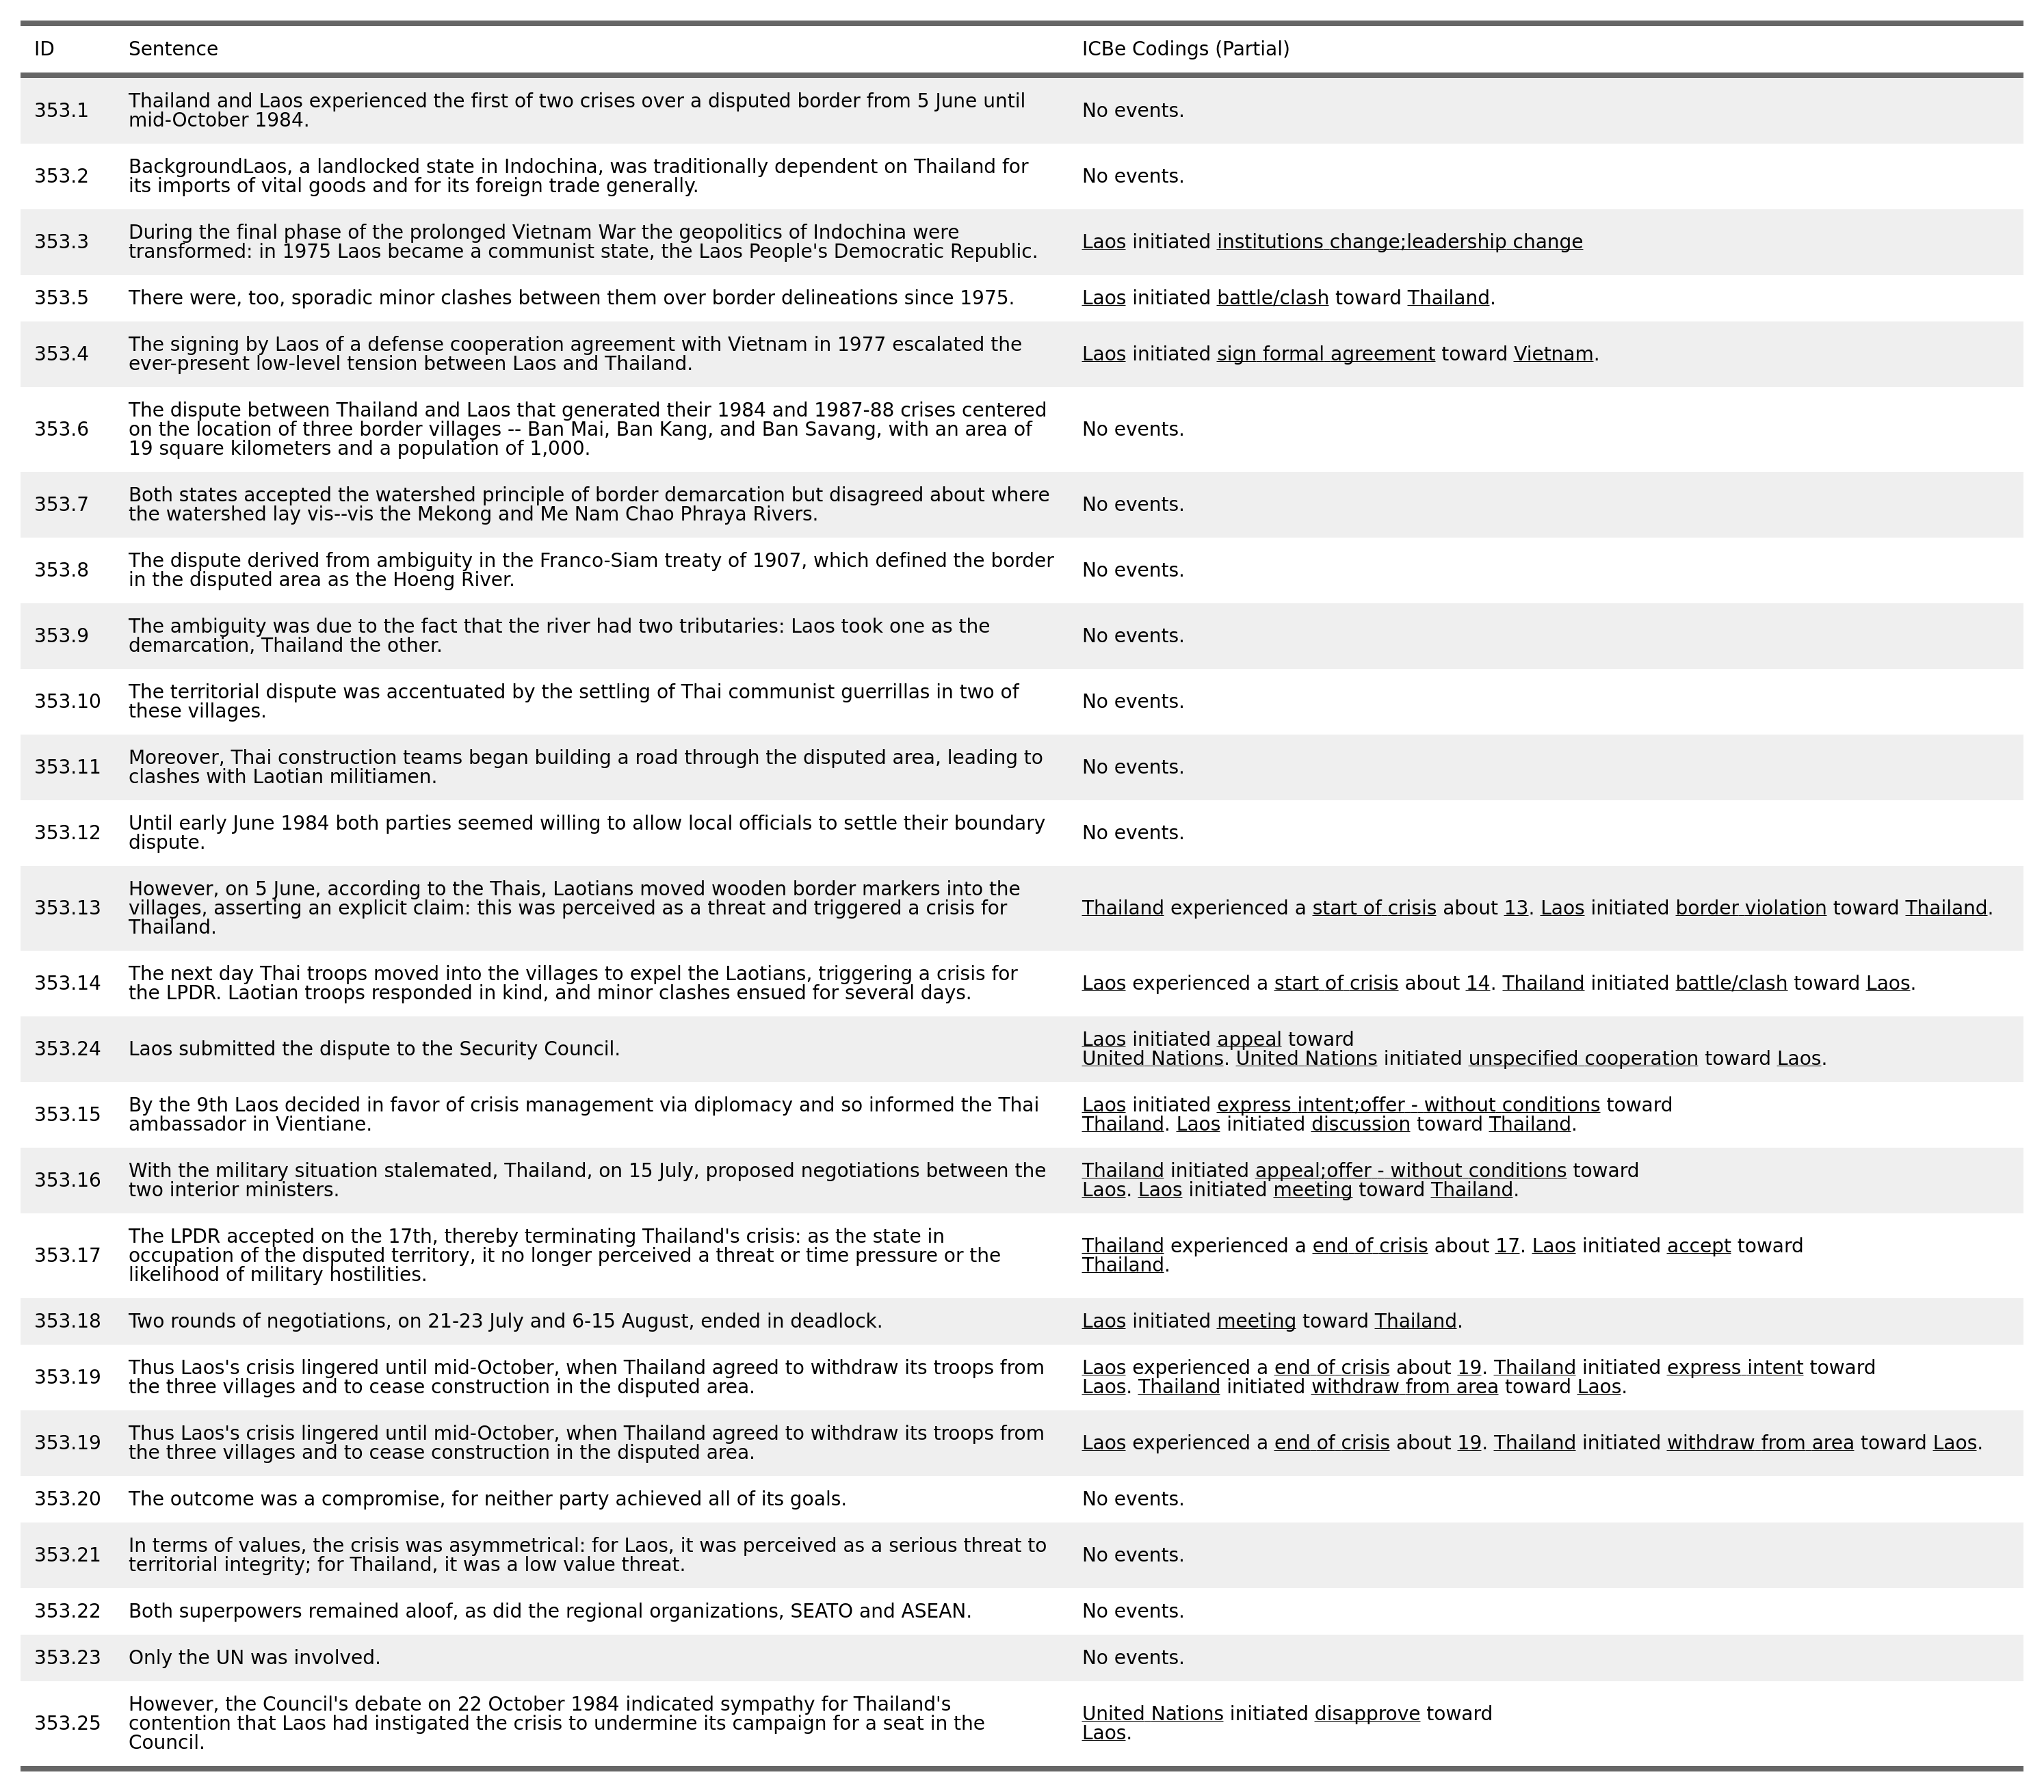 ID Sentence ICBe Codings (Partial)
353.1 Thailand and Laos experienced the first of two crises over a disputed border from 5 June until
mid-October 1984.
No events.
353.2 BackgroundLaos, a landlocked state in Indochina, was traditionally dependent on Thailand for
its imports of vital goods and for its foreign trade generally.
No events.
353.3 During the final phase of the prolonged Vietnam War the geopolitics of Indochina were
transformed: in 1975 Laos became a communist state, the Laos People's Democratic Republic.
Laos initiated institutions change;leadership change
353.5 There were, too, sporadic minor clashes between them over border delineations since 1975.
Laos initiated battle/clash toward Thailand.
353.4 The signing by Laos of a defense cooperation agreement with Vietnam in 1977 escalated the
ever-present low-level tension between Laos and Thailand.
Laos initiated sign formal agreement toward Vietnam.
353.6 The dispute between Thailand and Laos that generated their 1984 and 1987-88 crises centered
on the location of three border villages -- Ban Mai, Ban Kang, and Ban Savang, with an area of
19 square kilometers and a population of 1,000.
No events.
353.7 Both states accepted the watershed principle of border demarcation but disagreed about where
the watershed lay vis--vis the Mekong and Me Nam Chao Phraya Rivers.
No events.
353.8 The dispute derived from ambiguity in the Franco-Siam treaty of 1907, which defined the border
in the disputed area as the Hoeng River.
No events.
353.9 The ambiguity was due to the fact that the river had two tributaries: Laos took one as the
demarcation, Thailand the other.
No events.
353.10 The territorial dispute was accentuated by the settling of Thai communist guerrillas in two of
these villages.
No events.
353.11 Moreover, Thai construction teams began building a road through the disputed area, leading to
clashes with Laotian militiamen.
No events.
353.12 Until early June 1984 both parties seemed willing to allow local officials to settle their boundary
dispute.
No events.
353.13 However, on 5 June, according to the Thais, Laotians moved wooden border markers into the
villages, asserting an explicit claim: this was perceived as a threat and triggered a crisis for
Thailand.
Thailand experienced a start of crisis about 13. Laos initiated border violation toward Thailand.
353.14 The next day Thai troops moved into the villages to expel the Laotians, triggering a crisis for
the LPDR. Laotian troops responded in kind, and minor clashes ensued for several days.
Laos experienced a start of crisis about 14. Thailand initiated battle/clash toward Laos.
353.24 Laos submitted the dispute to the Security Council.
Laos initiated appeal toward
United Nations. United Nations initiated unspecified cooperation toward Laos.
353.15 By the 9th Laos decided in favor of crisis management via diplomacy and so informed the Thai
ambassador in Vientiane.
Laos initiated express intent;offer - without conditions toward
Thailand. Laos initiated discussion toward Thailand.
353.16 With the military situation stalemated, Thailand, on 15 July, proposed negotiations between the
two interior ministers.
Thailand initiated appeal;offer - without conditions toward
Laos. Laos initiated meeting toward Thailand.
353.17 The LPDR accepted on the 17th, thereby terminating Thailand's crisis: as the state in
occupation of the disputed territory, it no longer perceived a threat or time pressure or the
likelihood of military hostilities.
Thailand experienced a end of crisis about 17. Laos initiated accept toward
Thailand.
353.18 Two rounds of negotiations, on 21-23 July and 6-15 August, ended in deadlock.
Laos initiated meeting toward Thailand.
353.19 Thus Laos's crisis lingered until mid-October, when Thailand agreed to withdraw its troops from
the three villages and to cease construction in the disputed area.
Laos experienced a end of crisis about 19. Thailand initiated express intent toward
Laos. Thailand initiated withdraw from area toward Laos.
353.19 Thus Laos's crisis lingered until mid-October, when Thailand agreed to withdraw its troops from
the three villages and to cease construction in the disputed area.
Laos experienced a end of crisis about 19. Thailand initiated withdraw from area toward Laos.
353.20 The outcome was a compromise, for neither party achieved all of its goals.
No events.
353.21 In terms of values, the crisis was asymmetrical: for Laos, it was perceived as a serious threat to
territorial integrity; for Thailand, it was a low value threat.
No events.
353.22 Both superpowers remained aloof, as did the regional organizations, SEATO and ASEAN.
No events.
353.23 Only the UN was involved.
No events.
353.25 However, the Council's debate on 22 October 1984 indicated sympathy for Thailand's
contention that Laos had instigated the crisis to undermine its campaign for a seat in the
Council.
United Nations initiated disapprove toward
Laos.